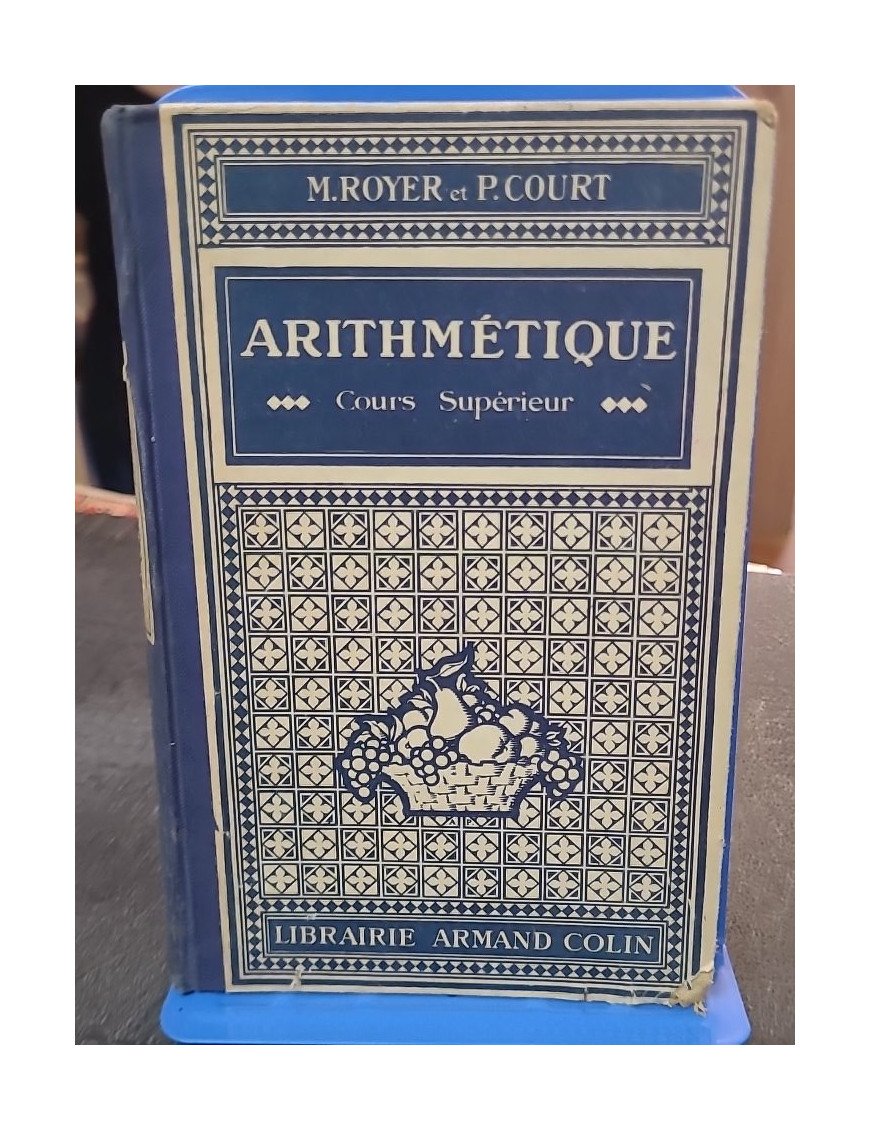 M. ROYER et P. COURT
ARITHMÉTIQUE
Cours Supérieur
LIBRAIRIE ARMAND COLIN